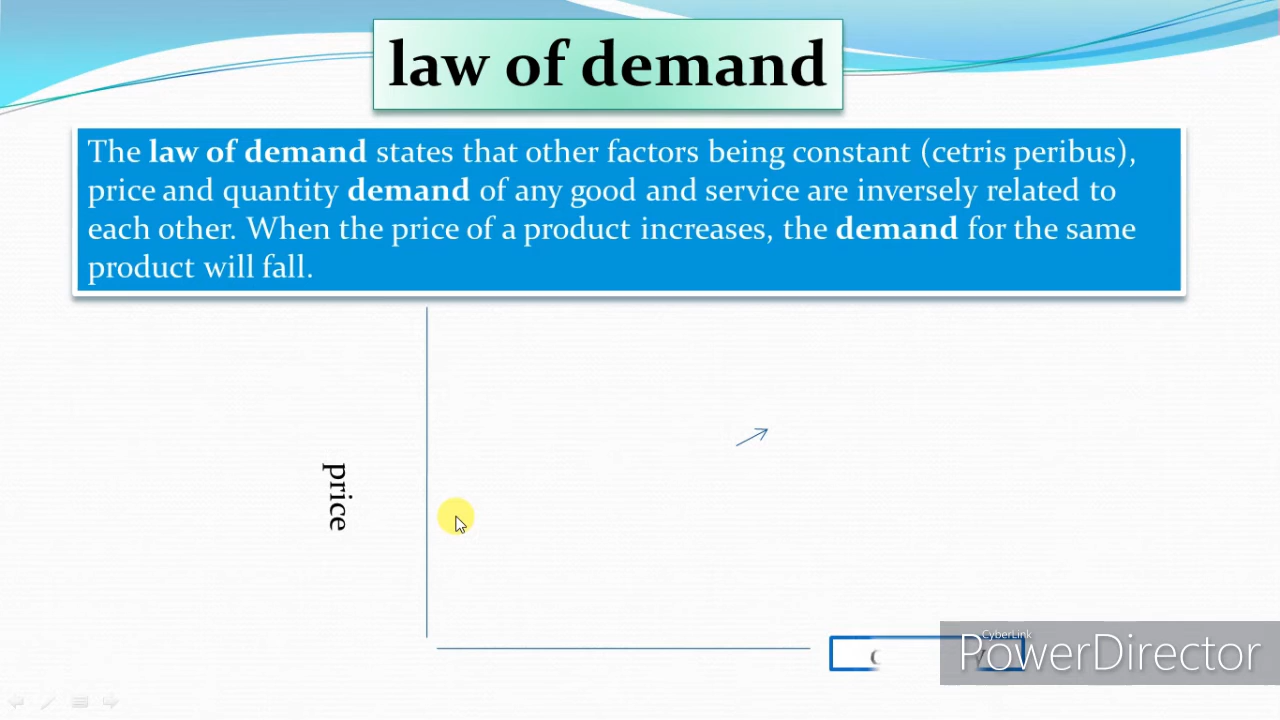 law of demand
The law of demand states that other factors being constant (cetris peribus),
price and quantity demand of any good and service are inversely related to
each other. When the price of a product increases, the demand for the same
product will fall.
price
CyberLink
PowerDirector